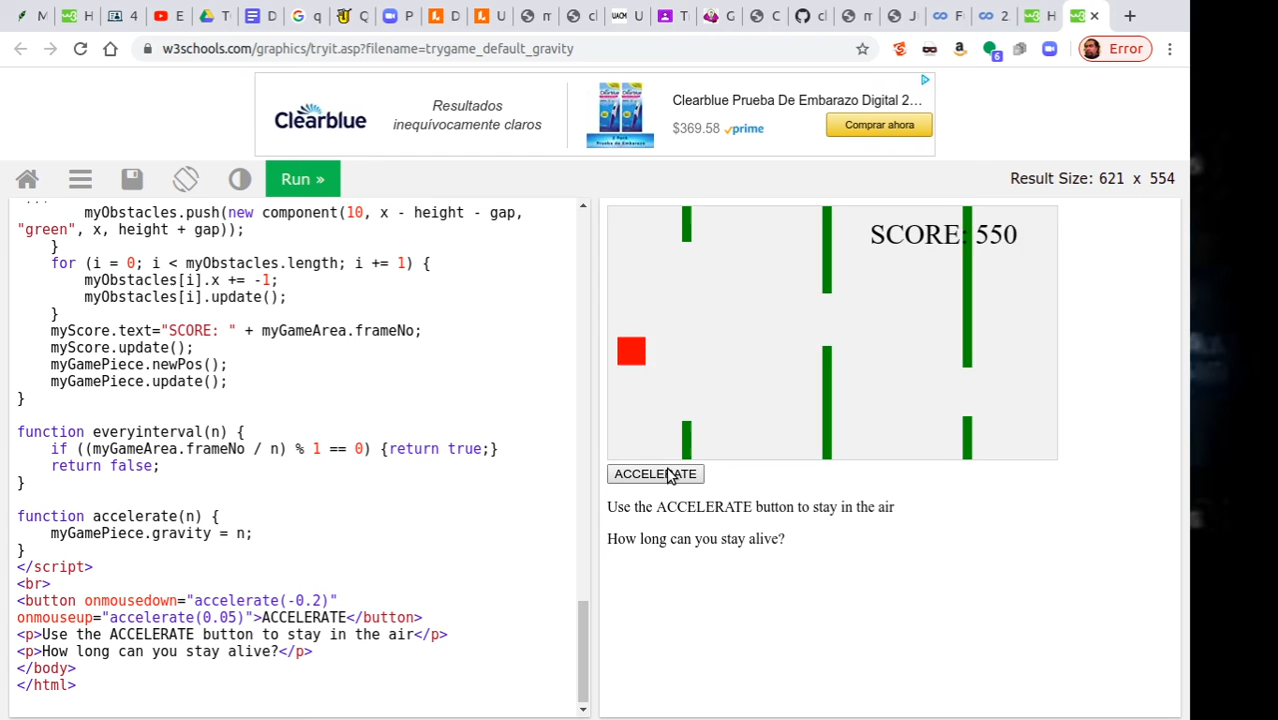 M
H
4
E
T
D
q
Q
P
D
U
m
cl
U
T
G
C
cl
m
J
F
2
H
w3schools.com/graphics/tryit.asp?filename=trygame_default_gravity
6
Error
Clearblue
Resultados
inequívocamente claros
Clearblue Prueba De Embarazo Digital 2...
$369.58 prime
Comprar ahora
Run »
Result Size: 621 x 554
myObstacles.push(new component(10, x - height - gap,
"green", x, height + gap));
}
for (i = 0; i < myObstacles.length; i += 1) {
myObstacles[i].x += -1;
myObstacles[i].update();
}
myScore.text="SCORE: " + myGameArea.frameNo;
myScore.update();
myGamePiece.newPos();
myGamePiece.update();
}
function everyinterval(n) {
if ((myGameArea.frameNo / n) % 1 == 0) {return true;}
return false;
}
function accelerate(n) {
myGamePiece.gravity = n;
}
</script>
<br>
<button onmousedown="accelerate(-0.2)"
onmouseup="accelerate(0.05)">ACCELERATE</button>
<p>Use the ACCELERATE button to stay in the air</p>
<p>How long can you stay alive?</p>
</body>
</html>
SCORE: 550
ACCELERATE
Use the ACCELERATE button to stay in the air
How long can you stay alive?